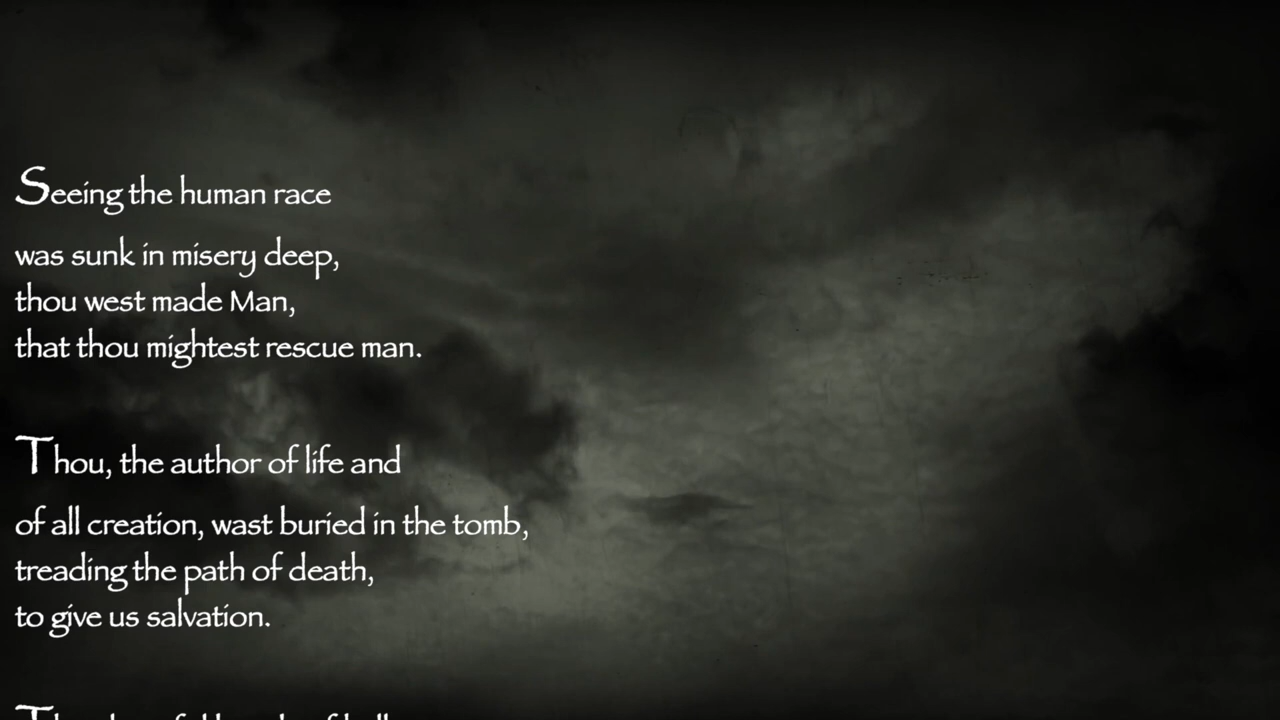 Seeing the human race
was sunk in misery deep,
thou west made Man,
that thou mightest rescue man.
Thou, the author of life and
of all creation, wast buried in the tomb,
treading the path of death,
to give us salvation.